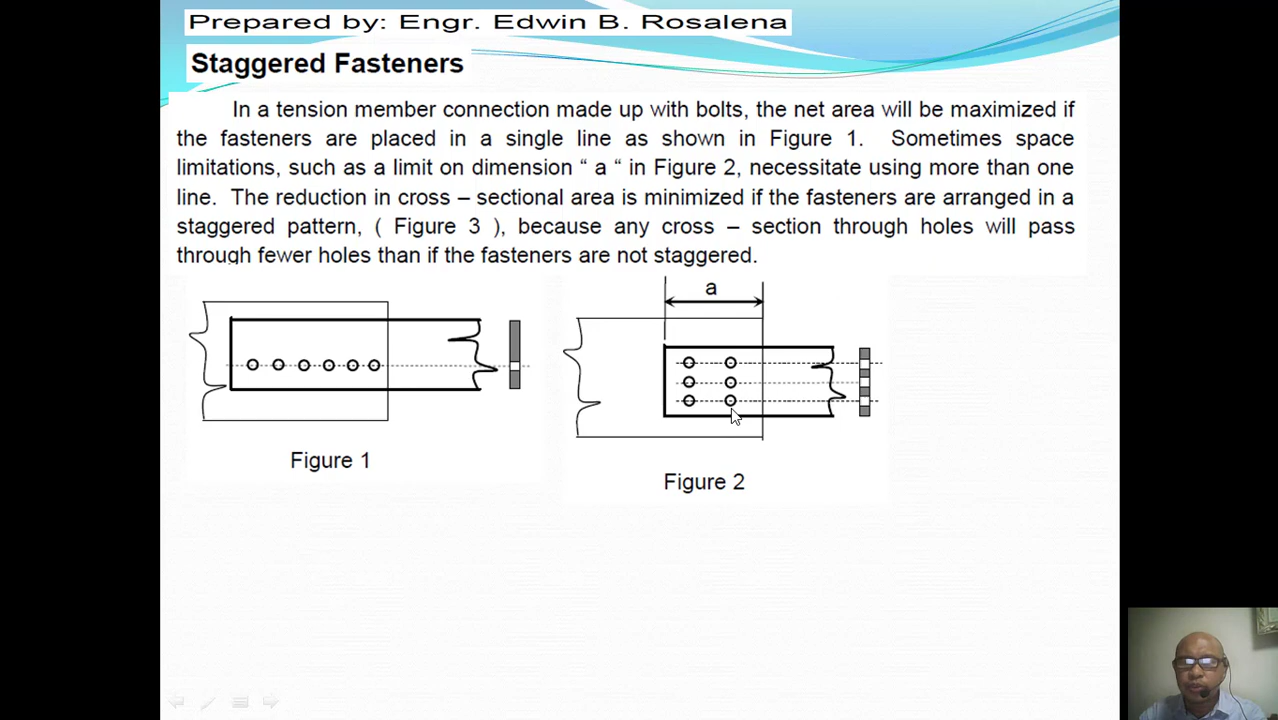 Prepared by: Engr. Edwin B. Rosalena
Staggered Fasteners
In a tension member connection made up with bolts, the net area will be maximized if
the fasteners are placed in a single line as shown in Figure 1. Sometimes space
limitations, such as a limit on dimension “ a “ in Figure 2, necessitate using more than one
line. The reduction in cross – sectional area is minimized if the fasteners are arranged in a
staggered pattern, ( Figure 3 ), because any cross – section through holes will pass
through fewer holes than if the fasteners are not staggered.
a
Figure 1
Figure 2